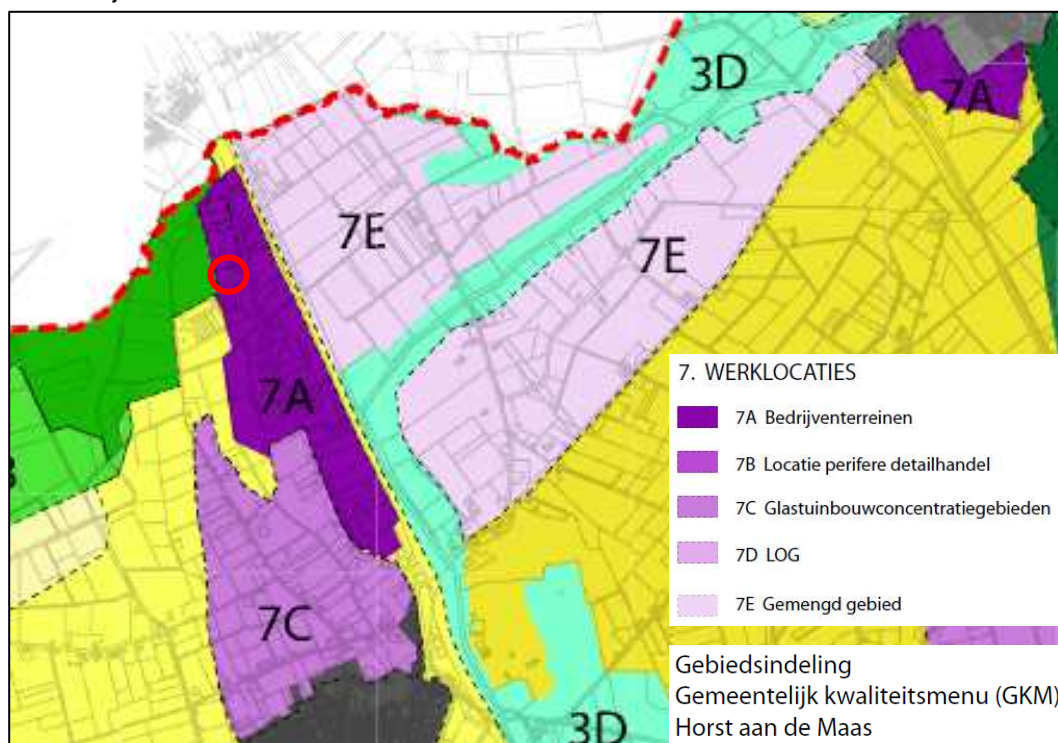 3D
7A
7E
7E
7A
7C
3D
7. WERKLOCATIES
7A Bedrijventerreinen
7B Locatie perifere detailhandel
7C Glastuinbouwconcentratiegebieden
7D LOG
7E Gemengd gebied
Gebiedsindeling
Gemeentelijk kwaliteitsmenu (GKM)
Horst aan de Maas